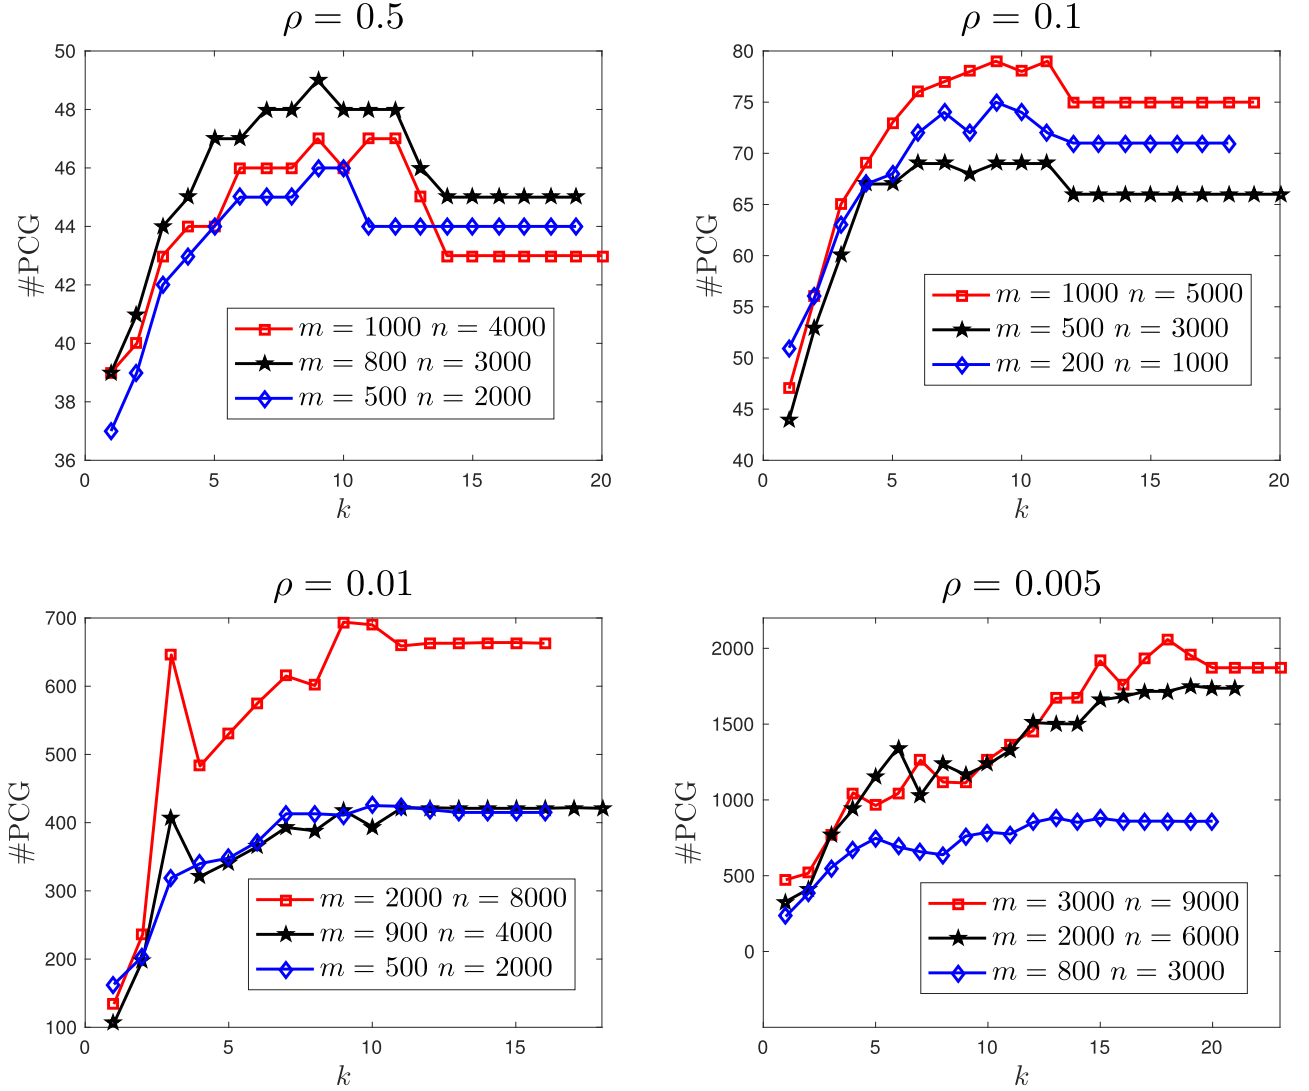 ρ = 0.5
50
48
46
44
42
40
38
36
#PCG
0 5 10 15 20
k
m = 1000 n = 4000
m = 800 n = 3000
m = 500 n = 2000
ρ = 0.1
80
75
70
65
60
55
50
45
40
#PCG
0 5 10 15 20
k
m = 1000 n = 5000
m = 500 n = 3000
m = 200 n = 1000
ρ = 0.01
700
600
500
400
300
200
100
#PCG
0 5 10 15
k
m = 2000 n = 8000
m = 900 n = 4000
m = 500 n = 2000
ρ = 0.005
2000
1500
1000
500
0
#PCG
0 5 10 15 20
k
m = 3000 n = 9000
m = 2000 n = 6000
m = 800 n = 3000